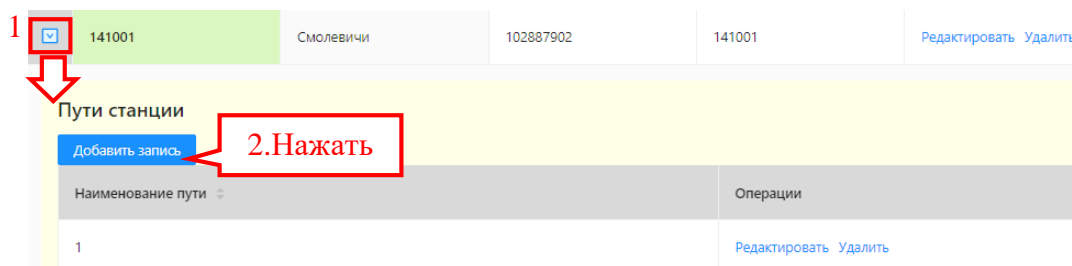 1
141001 Смолевичи 102887902 141001 Редактировать Удалить
Пути станции
Добавить запись
2.Нажать
Наименование пути Операции
1 Редактировать Удалить